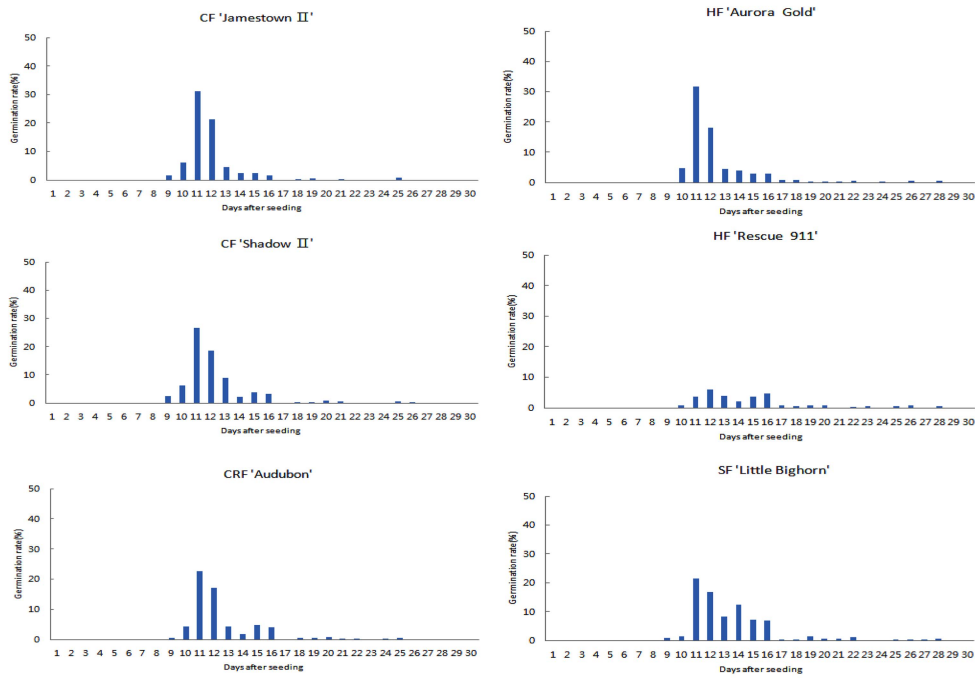 CF 'Jamestown Ⅱ'
50
40
30
20
10
0
Germination rate(%)
1 2 3 4 5 6 7 8 9 10 11 12 13 14 15 16 17 18 19 20 21 22 23 24 25 26 27 28 29 30
Days after seeding
HF 'Aurora Gold'
50
40
30
20
10
0
Germination rate(%)
1 2 3 4 5 6 7 8 9 10 11 12 13 14 15 16 17 18 19 20 21 22 23 24 25 26 27 28 29 30
Days after seeding
CF 'Shadow Ⅱ'
50
40
30
20
10
0
Germination rate(%)
1 2 3 4 5 6 7 8 9 10 11 12 13 14 15 16 17 18 19 20 21 22 23 24 25 26 27 28 29 30
Days after seeding
HF 'Rescue 911'
50
40
30
20
10
0
Germination rate(%)
1 2 3 4 5 6 7 8 9 10 11 12 13 14 15 16 17 18 19 20 21 22 23 24 25 26 27 28 29 30
Days after seeding
CRF 'Audubon'
50
40
30
20
10
0
Germination rate(%)
1 2 3 4 5 6 7 8 9 10 11 12 13 14 15 16 17 18 19 20 21 22 23 24 25 26 27 28 29 30
Days after seeding
SF 'Little Bighorn'
50
40
30
20
10
0
Germination rate(%)
1 2 3 4 5 6 7 8 9 10 11 12 13 14 15 16 17 18 19 20 21 22 23 24 25 26 27 28 29 30
Days after seeding